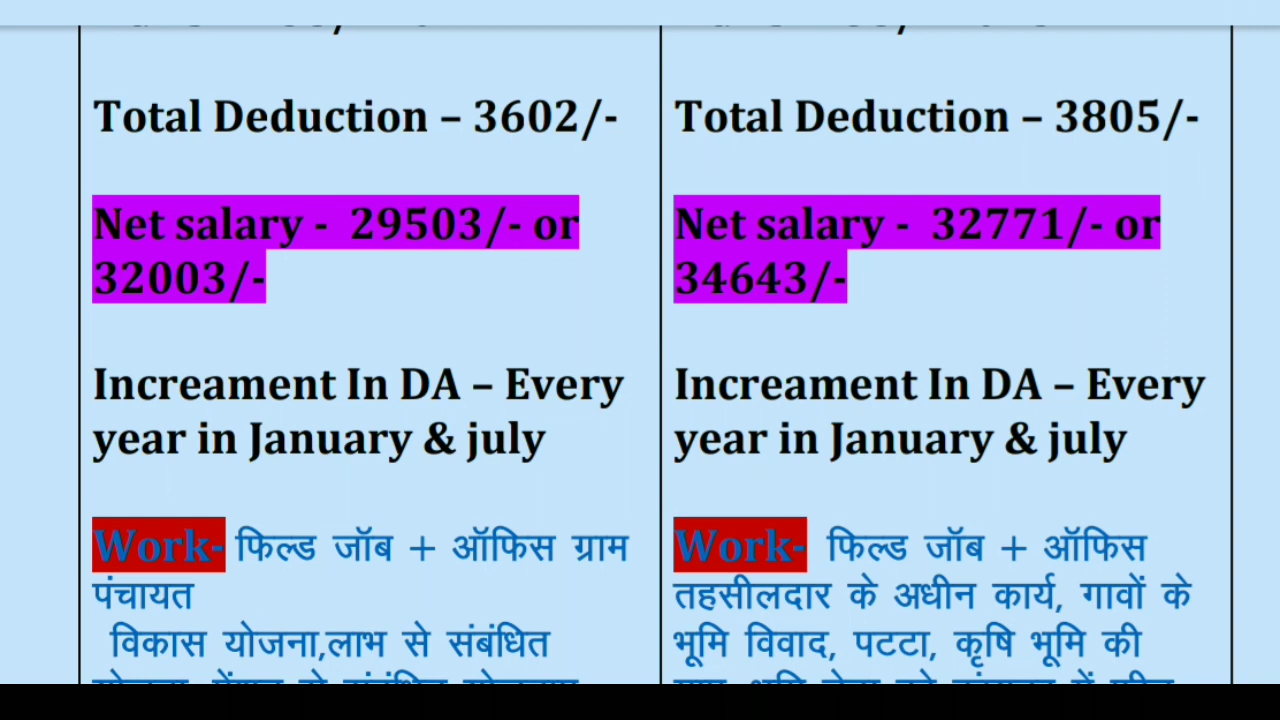 Total Deduction – 3602/-
Net salary - 29503/- or
32003/-
Increament In DA – Every
year in January & july
Work- फिल्ड जॉब + ऑफिस ग्राम
पंचायत
विकास योजना,लाभ से संबंधित
Total Deduction – 3805/-
Net salary - 32771/- or
34643/-
Increament In DA – Every
year in January & july
Work- फिल्ड जॉब + ऑफिस
तहसीलदार के अधीन कार्य, गावों के
भूमि विवाद, पटटा, कृषि भूमि की